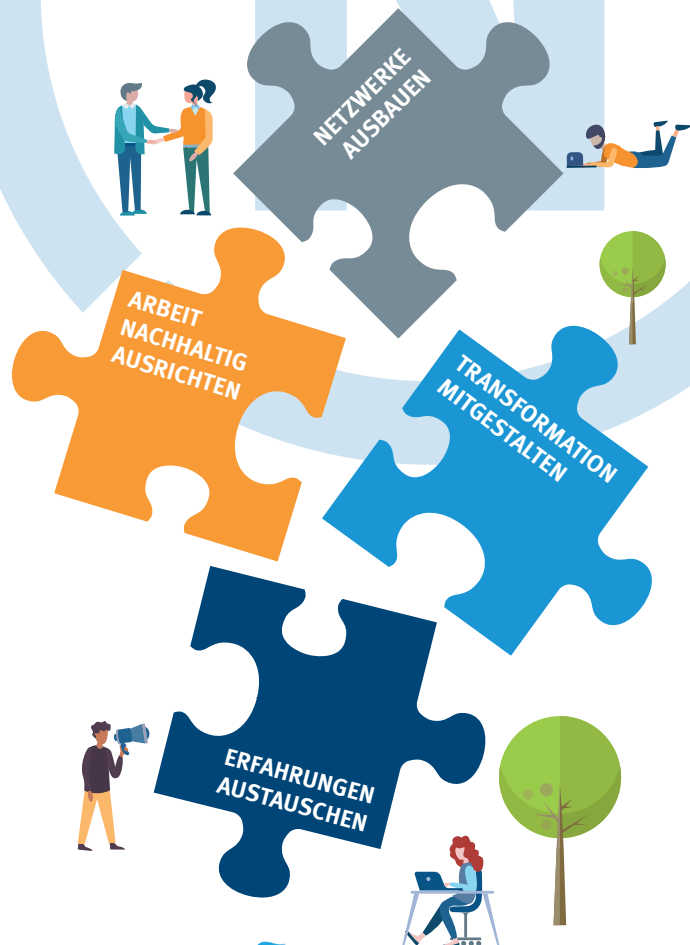 NETZWERKE
AUSBAUEN
ARBEIT
NACHHALTIG
AUSRICHTEN
TRANSFORMATION
MITGESTALTEN
ERFAHRUNGEN
AUSTAUSCHEN